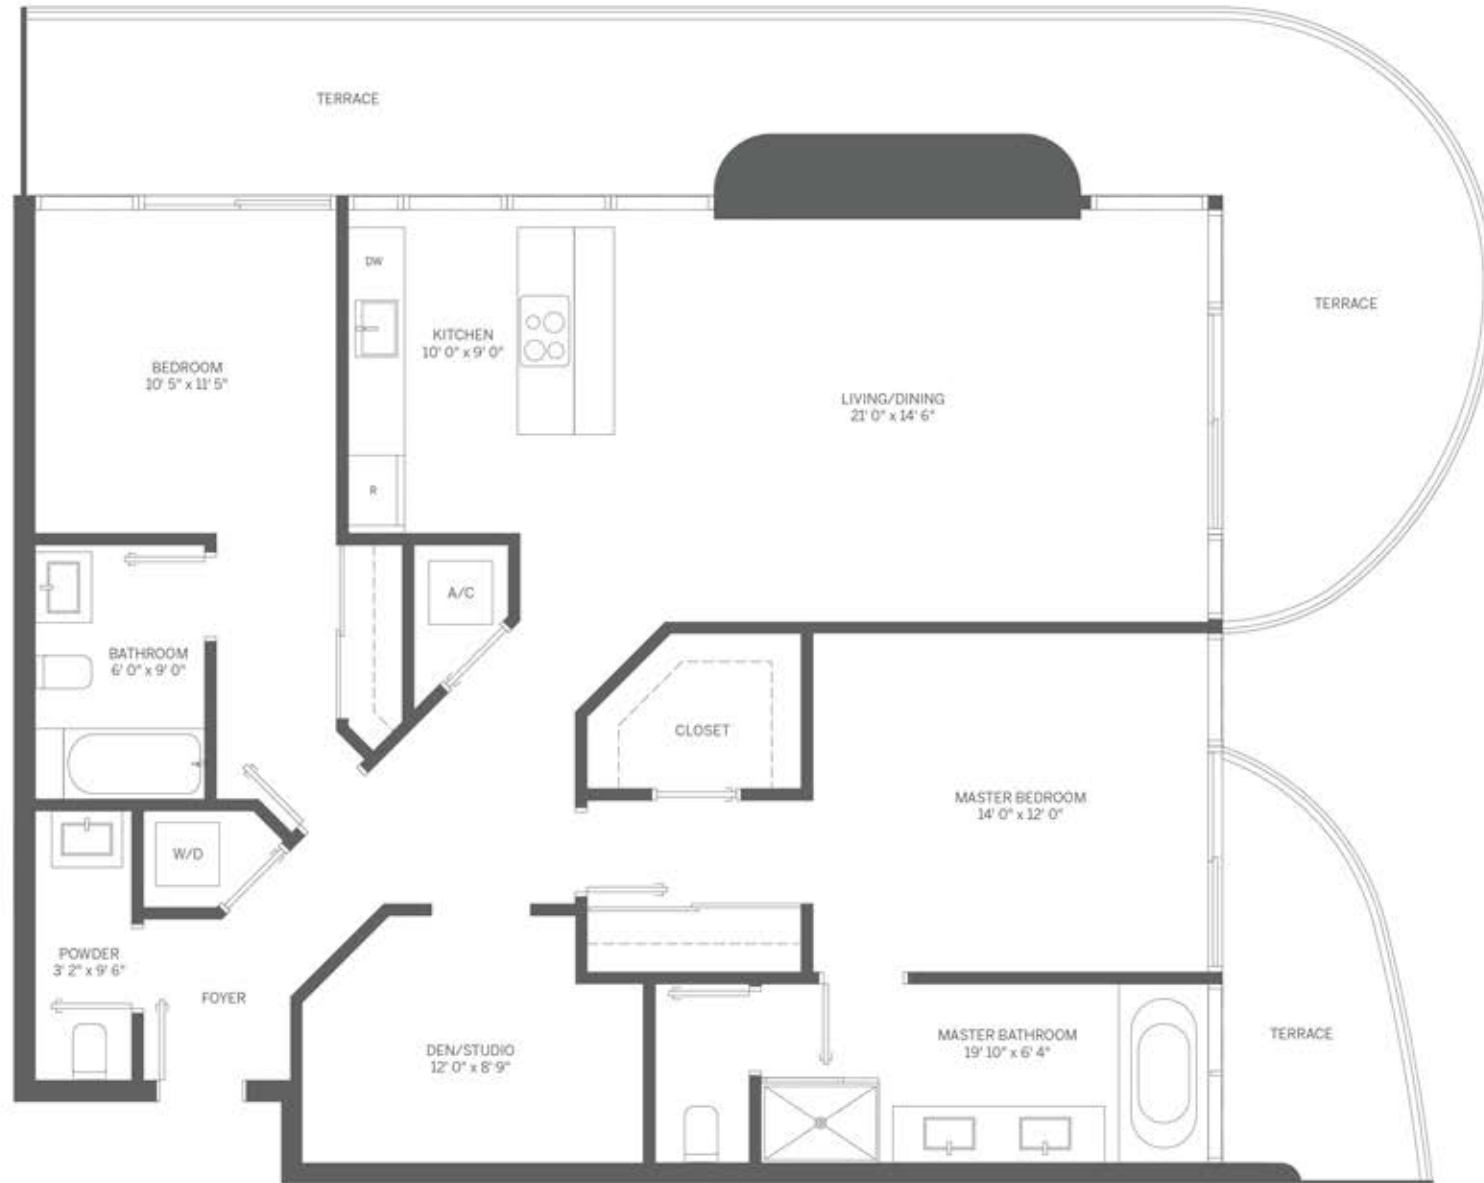 TERRACE
TERRACE
DW
KITCHEN
10' 0" x 9' 0"
BEDROOM
10' 5" x 11' 5"
LIVING/DINING
21' 0" x 14' 6"
R
A/C
BATHROOM
6' 0" x 9' 0"
CLOSET
MASTER BEDROOM
14' 0" x 12' 0"
W/D
POWDER
3' 2" x 9' 6"
FOYER
DEN/STUDIO
12' 0" x 8' 9"
MASTER BATHROOM
19' 10" x 6' 4"
TERRACE